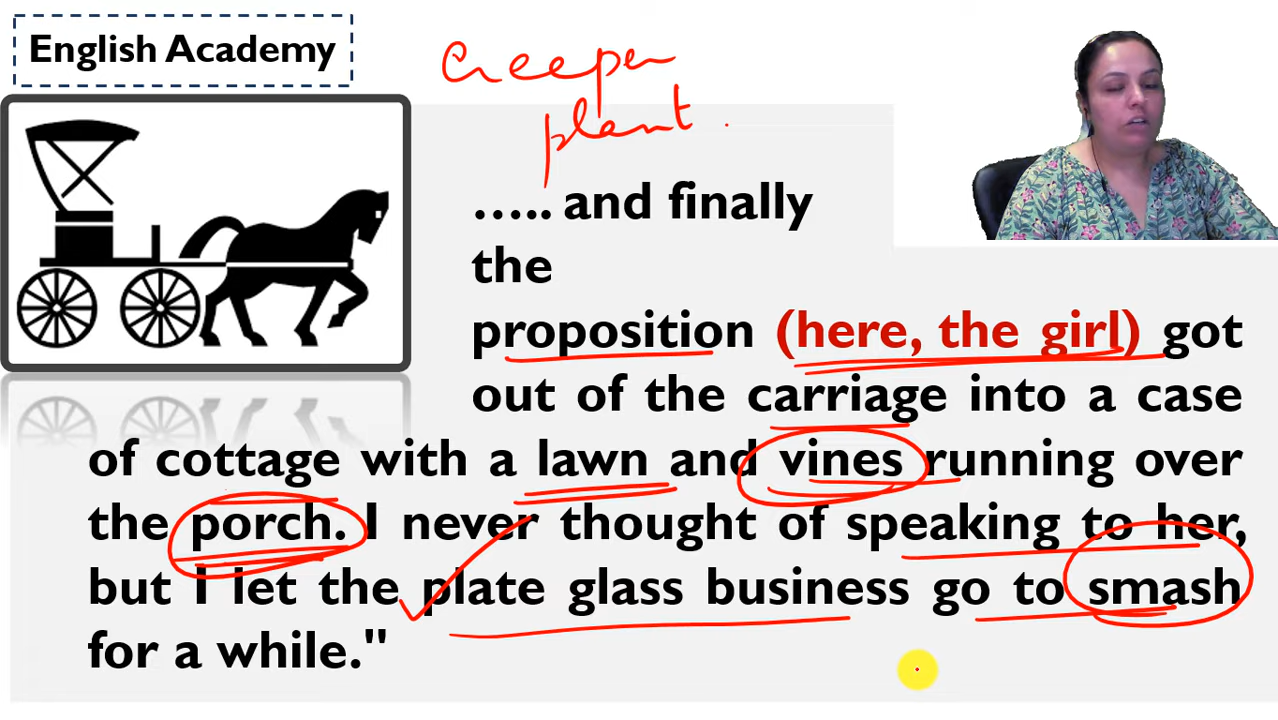 English Academy
creeper
plant.
….. and finally
the
proposition (here, the girl) got
out of the carriage into a case
of cottage with a lawn and vines running over
the porch. I never thought of speaking to her,
but I let the plate glass business go to smash
for a while."